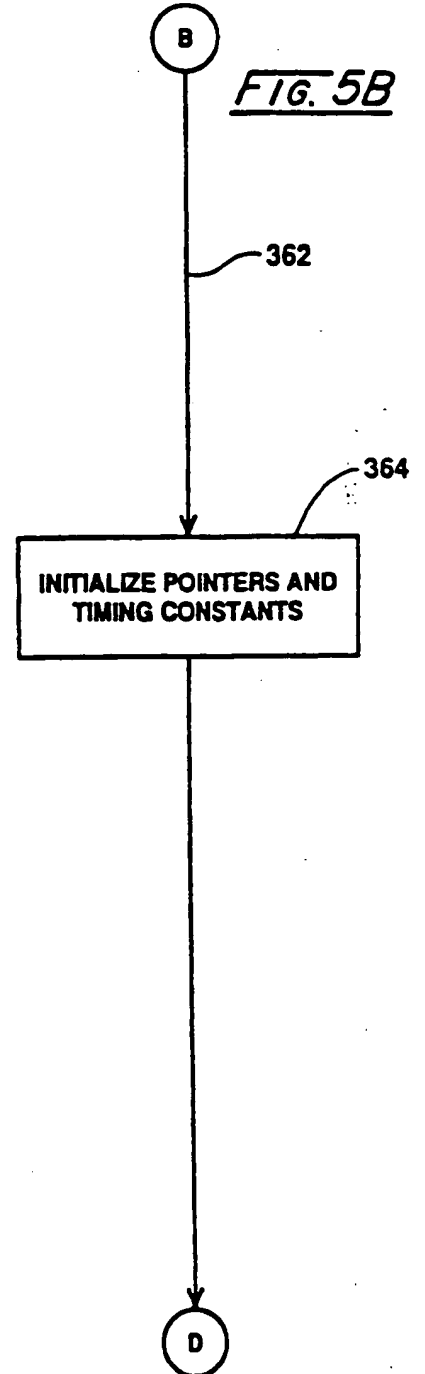 B
FIG. 5B
362
364
INITIALIZE POINTERS AND
TIMING CONSTANTS
D